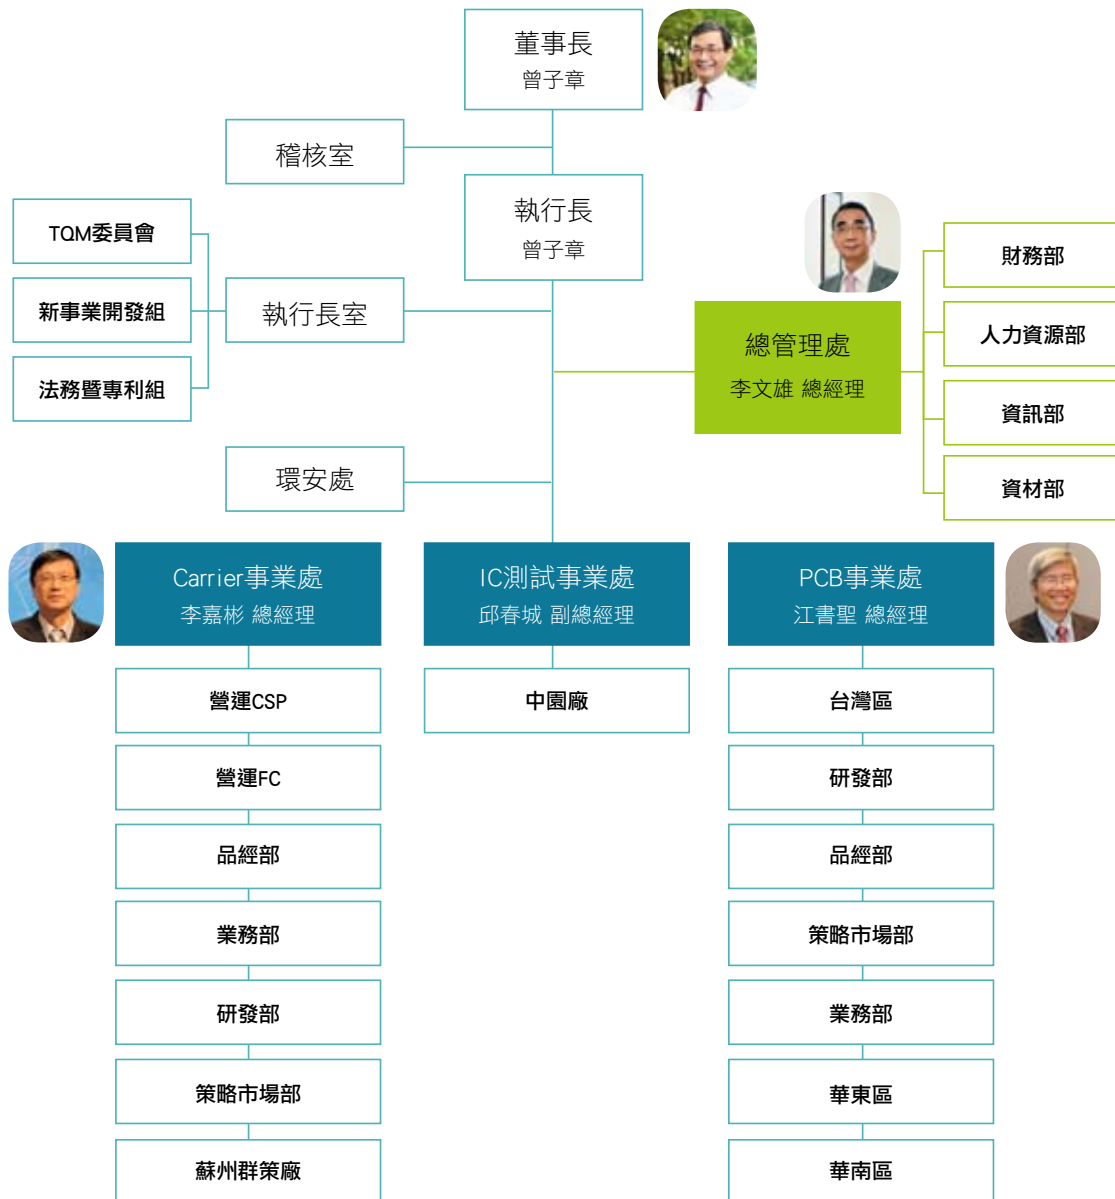 董事長
曾子章
稽核室
執行長
曾子章
TQM委員會
新事業開發組
法務暨專利組
執行長室
總管理處
李文雄 總經理
財務部
人力資源部
資訊部
資材部
環安處
Carrier事業處
李嘉彬 總經理
營運CSP
營運FC
品經部
業務部
研發部
策略市場部
蘇州群策廠
IC測試事業處
邱春城 副總經理
中園廠
PCB事業處
江書聖 總經理
台灣區
研發部
品經部
策略市場部
業務部
華東區
華南區